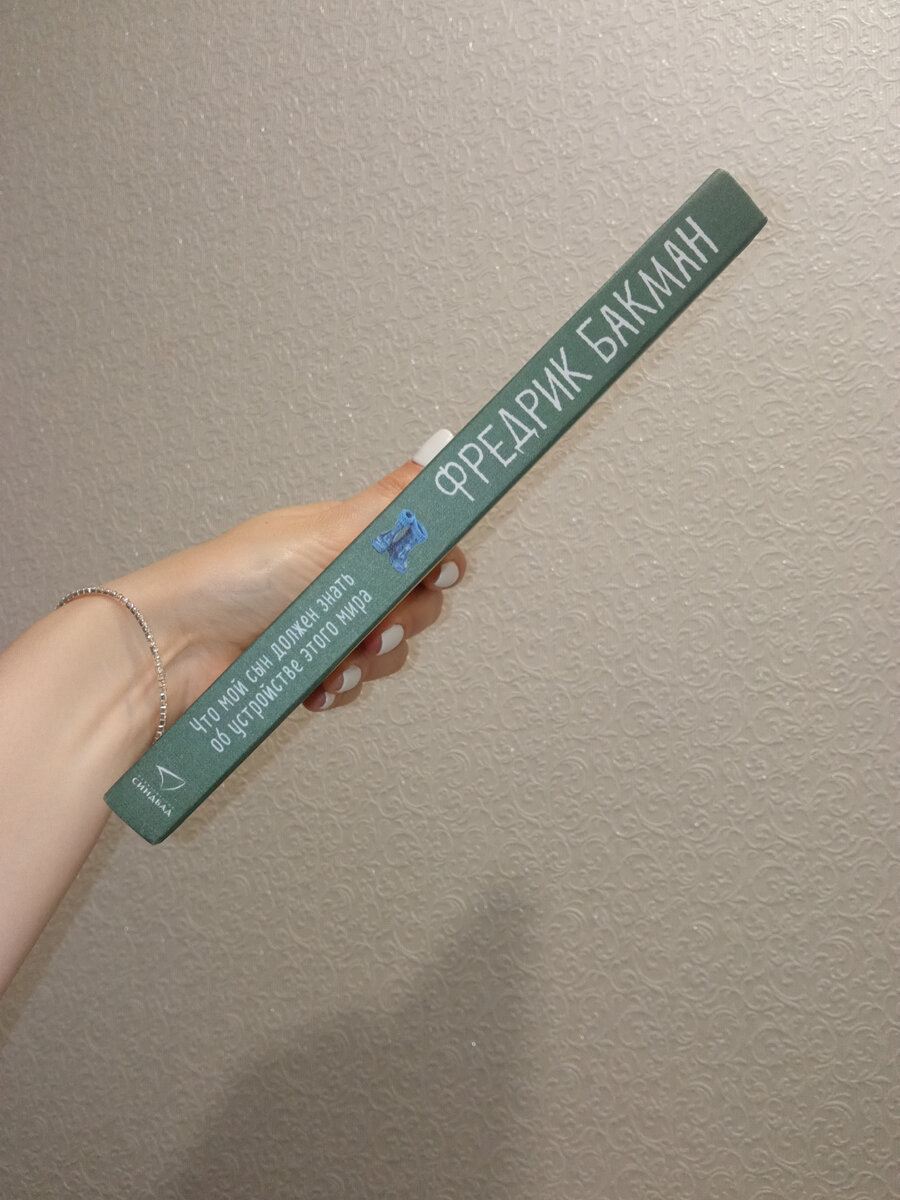 ФРЕДРИК БАКМАН
Что мой сын должен знать
об устройстве этого мира
СИНДБАД